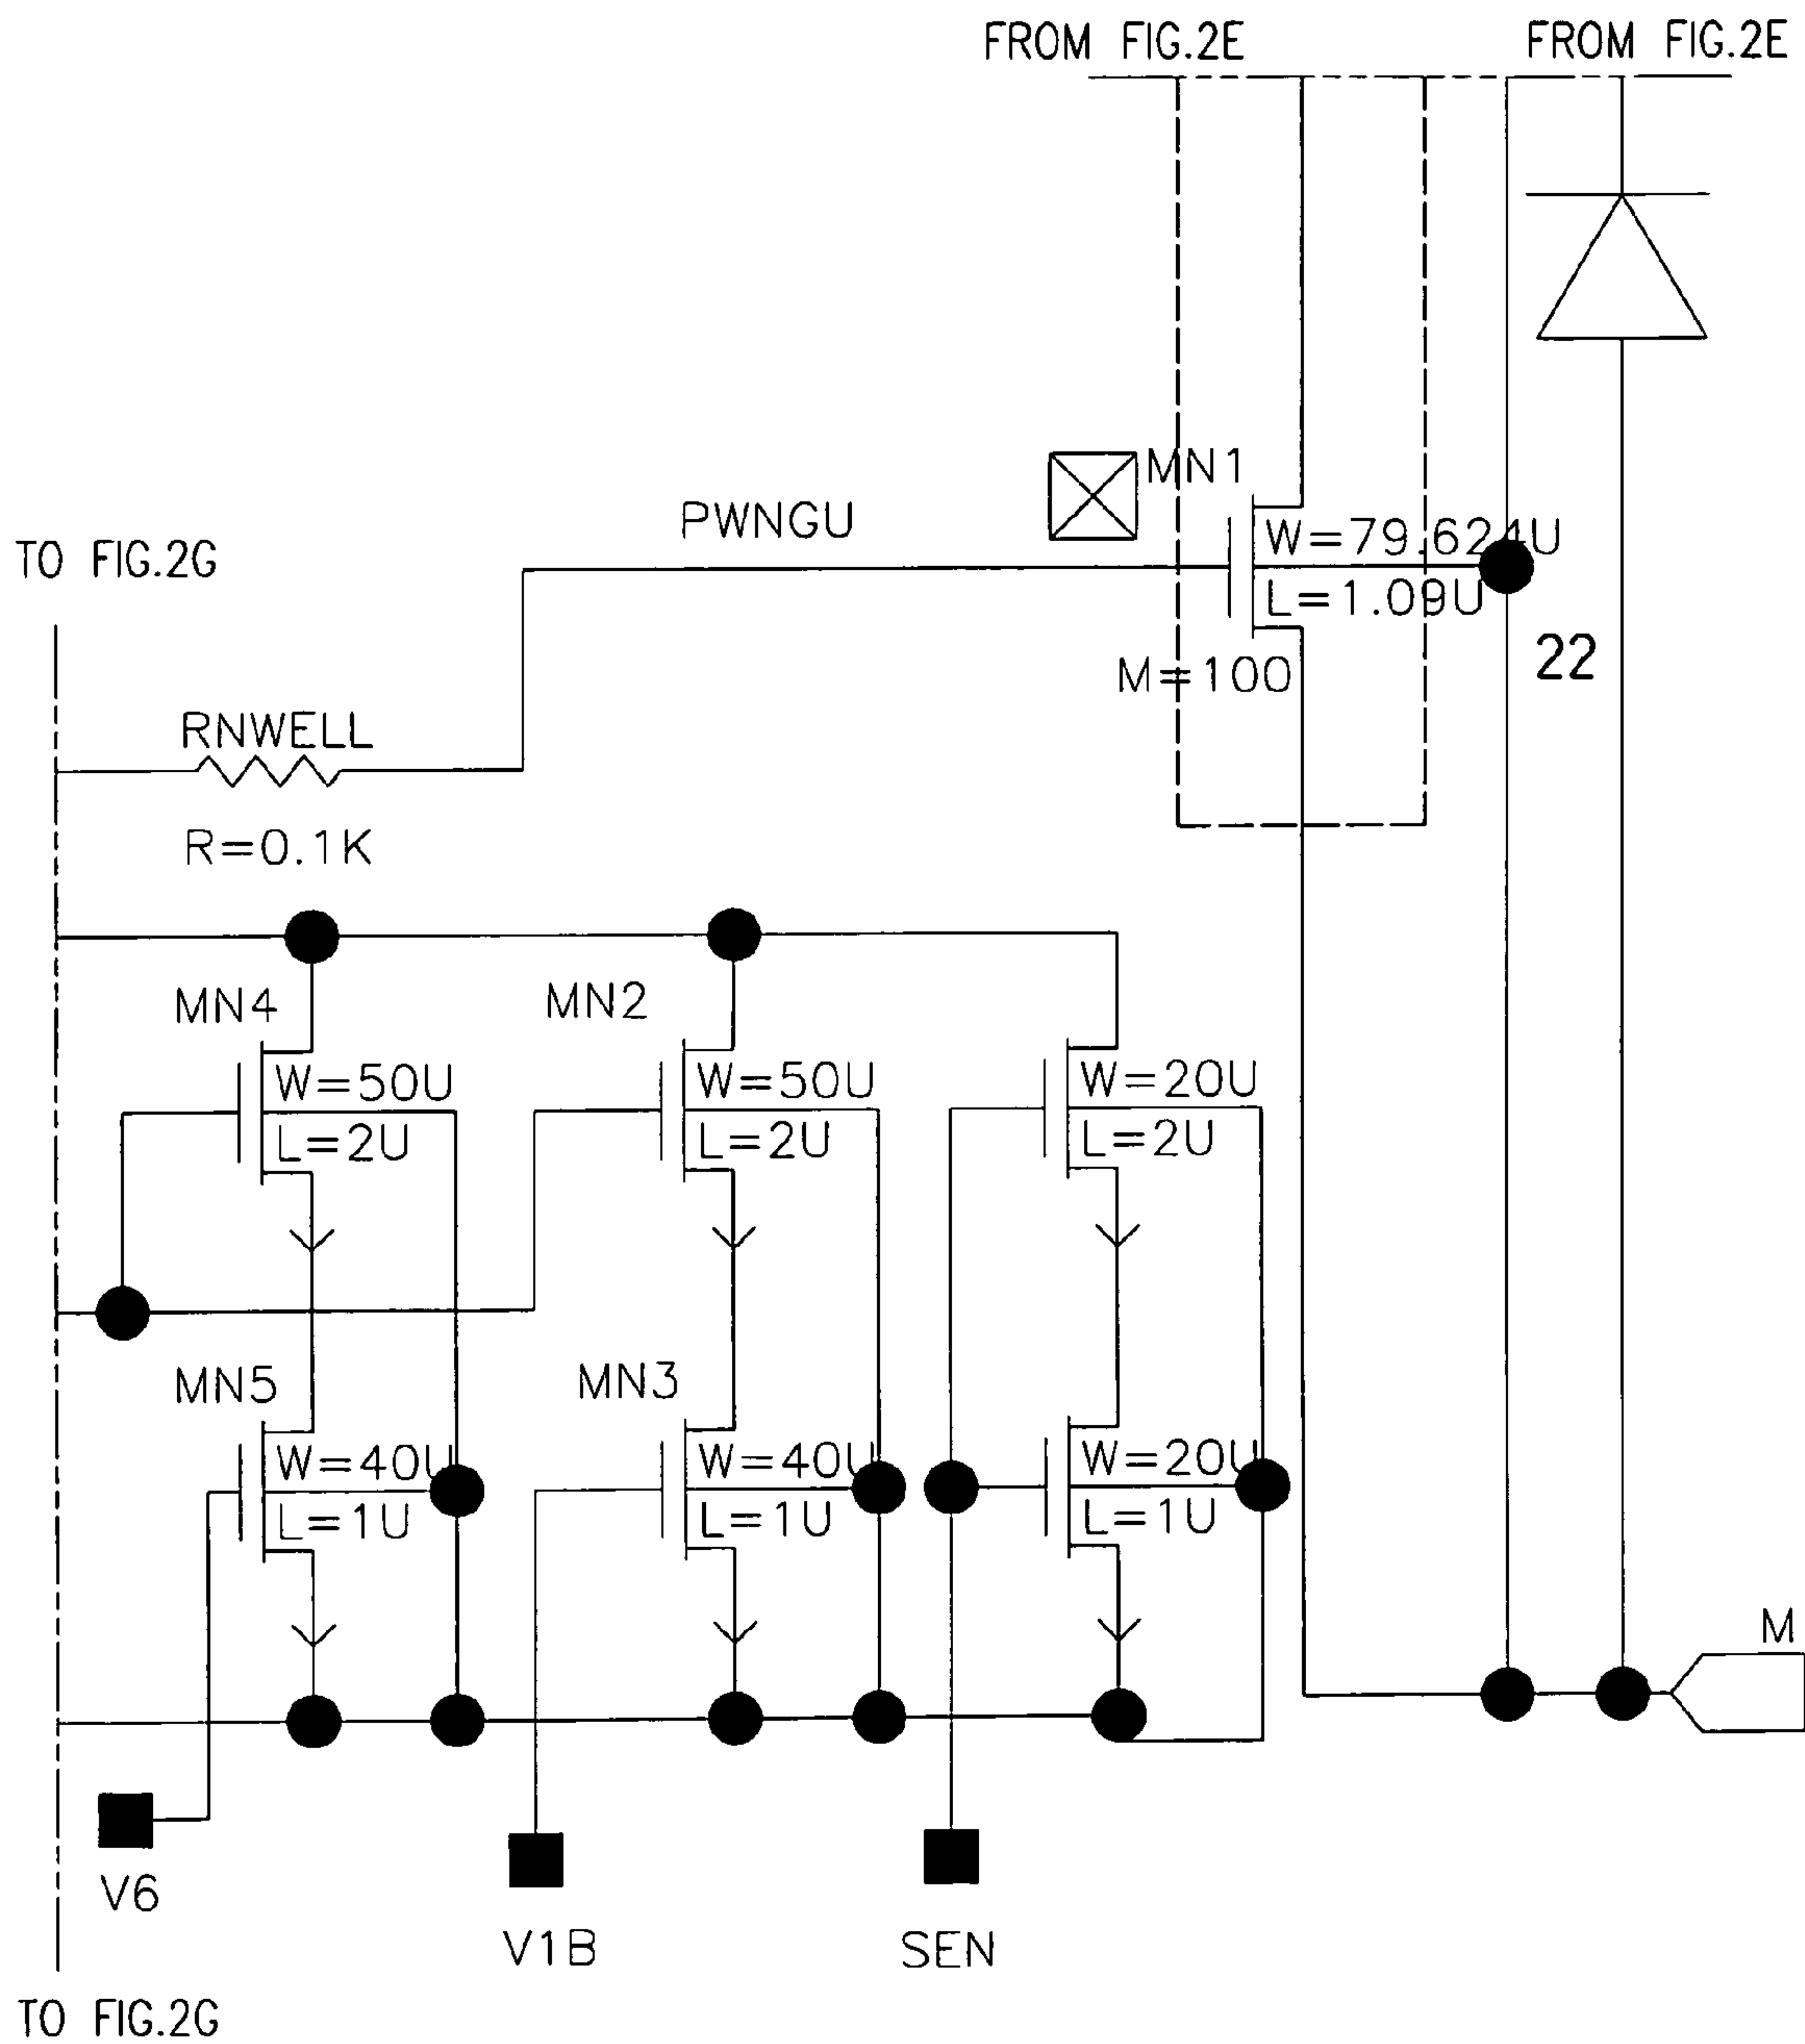 FROM FIG.2E
FROM FIG.2E
MN1
PWNGU
W=79.624U
TO FIG.2G
L=1.09U
22
M=100
RNWELL
R=0.1K
MN4
MN2
W=50U
W=50U
W=20U
L=2U
L=2U
L=2U
MN5
MN3
W=40U
W=40U
W=20U
L=1U
L=1U
L=1U
M
V6
V1B
SEN
TO FIG.2G